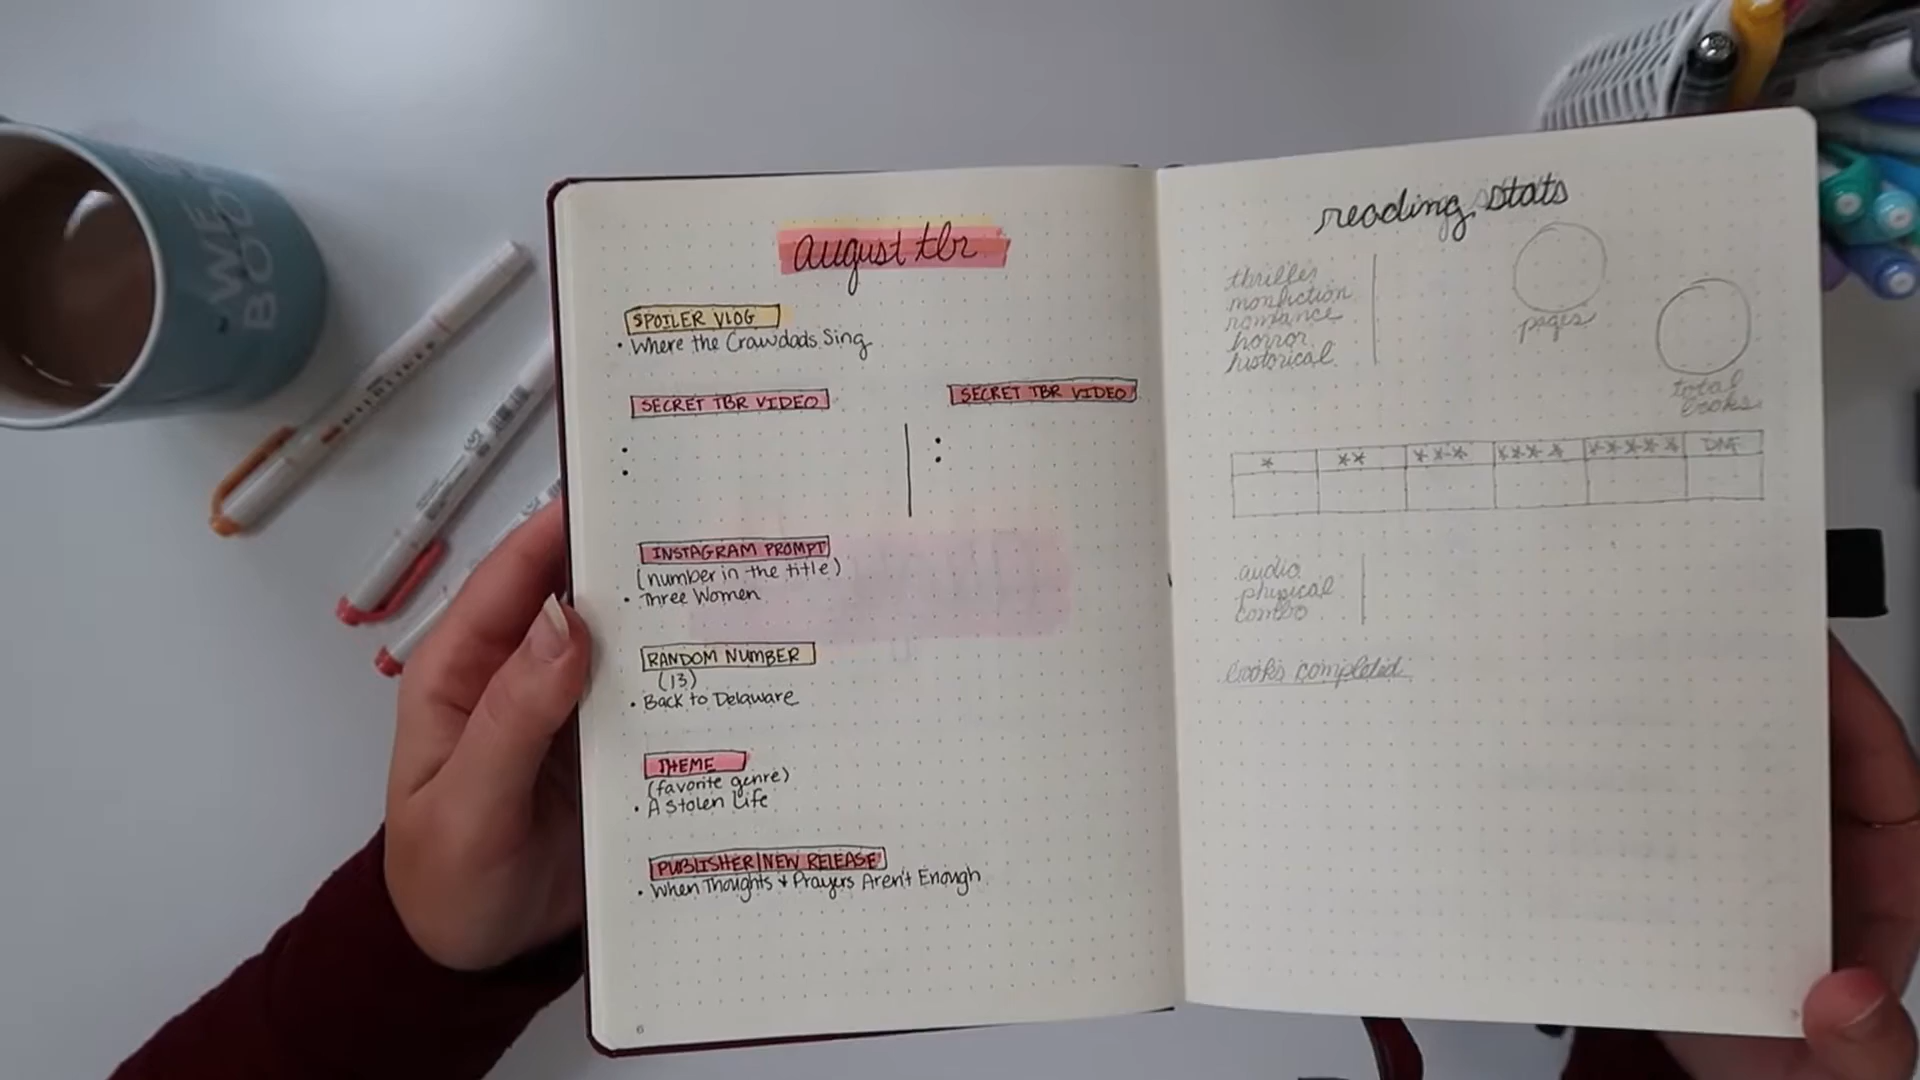 august tbr
SPOILER VLOG
• Where the Crawdads Sing
SECRET TBR VIDEO
SECRET TBR VIDEO
INSTAGRAM PROMPT
(number in the title)
• Three Women
RANDOM NUMBER
(13)
• Back to Delaware
THEME
(favorite genre)
• A Stolen Life
PUBLISHER/NEW RELEASE
• When Thoughts + Prayers Aren't Enough
6
reading stats
thriller
nonfiction
romance
horror
historical
pages
total
books
* ** *** **** ***** DNF
audio
physical
combo
books completed
WE
MILDLINER